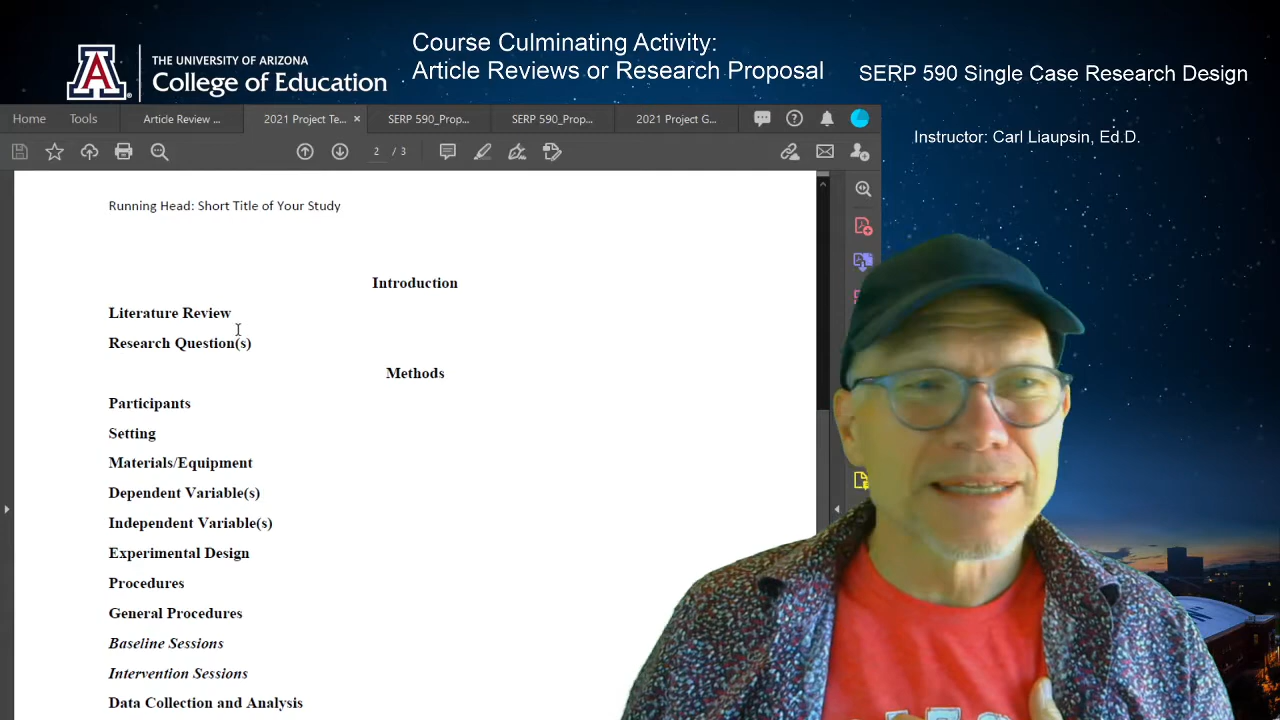 Course Culminating Activity:
Article Reviews or Research Proposal
SERP 590 Single Case Research Design
Instructor: Carl Liaupsin, Ed.D.
A
THE UNIVERSITY OF ARIZONA
College of Education
Home Tools Article Review ... 2021 Project Te... × SERP 590_Prop... SERP 590_Prop... 2021 Project G...
2 / 3
Running Head: Short Title of Your Study
Introduction
Literature Review
Research Question(s)
Methods
Participants
Setting
Materials/Equipment
Dependent Variable(s)
Independent Variable(s)
Experimental Design
Procedures
General Procedures
Baseline Sessions
Intervention Sessions
Data Collection and Analysis